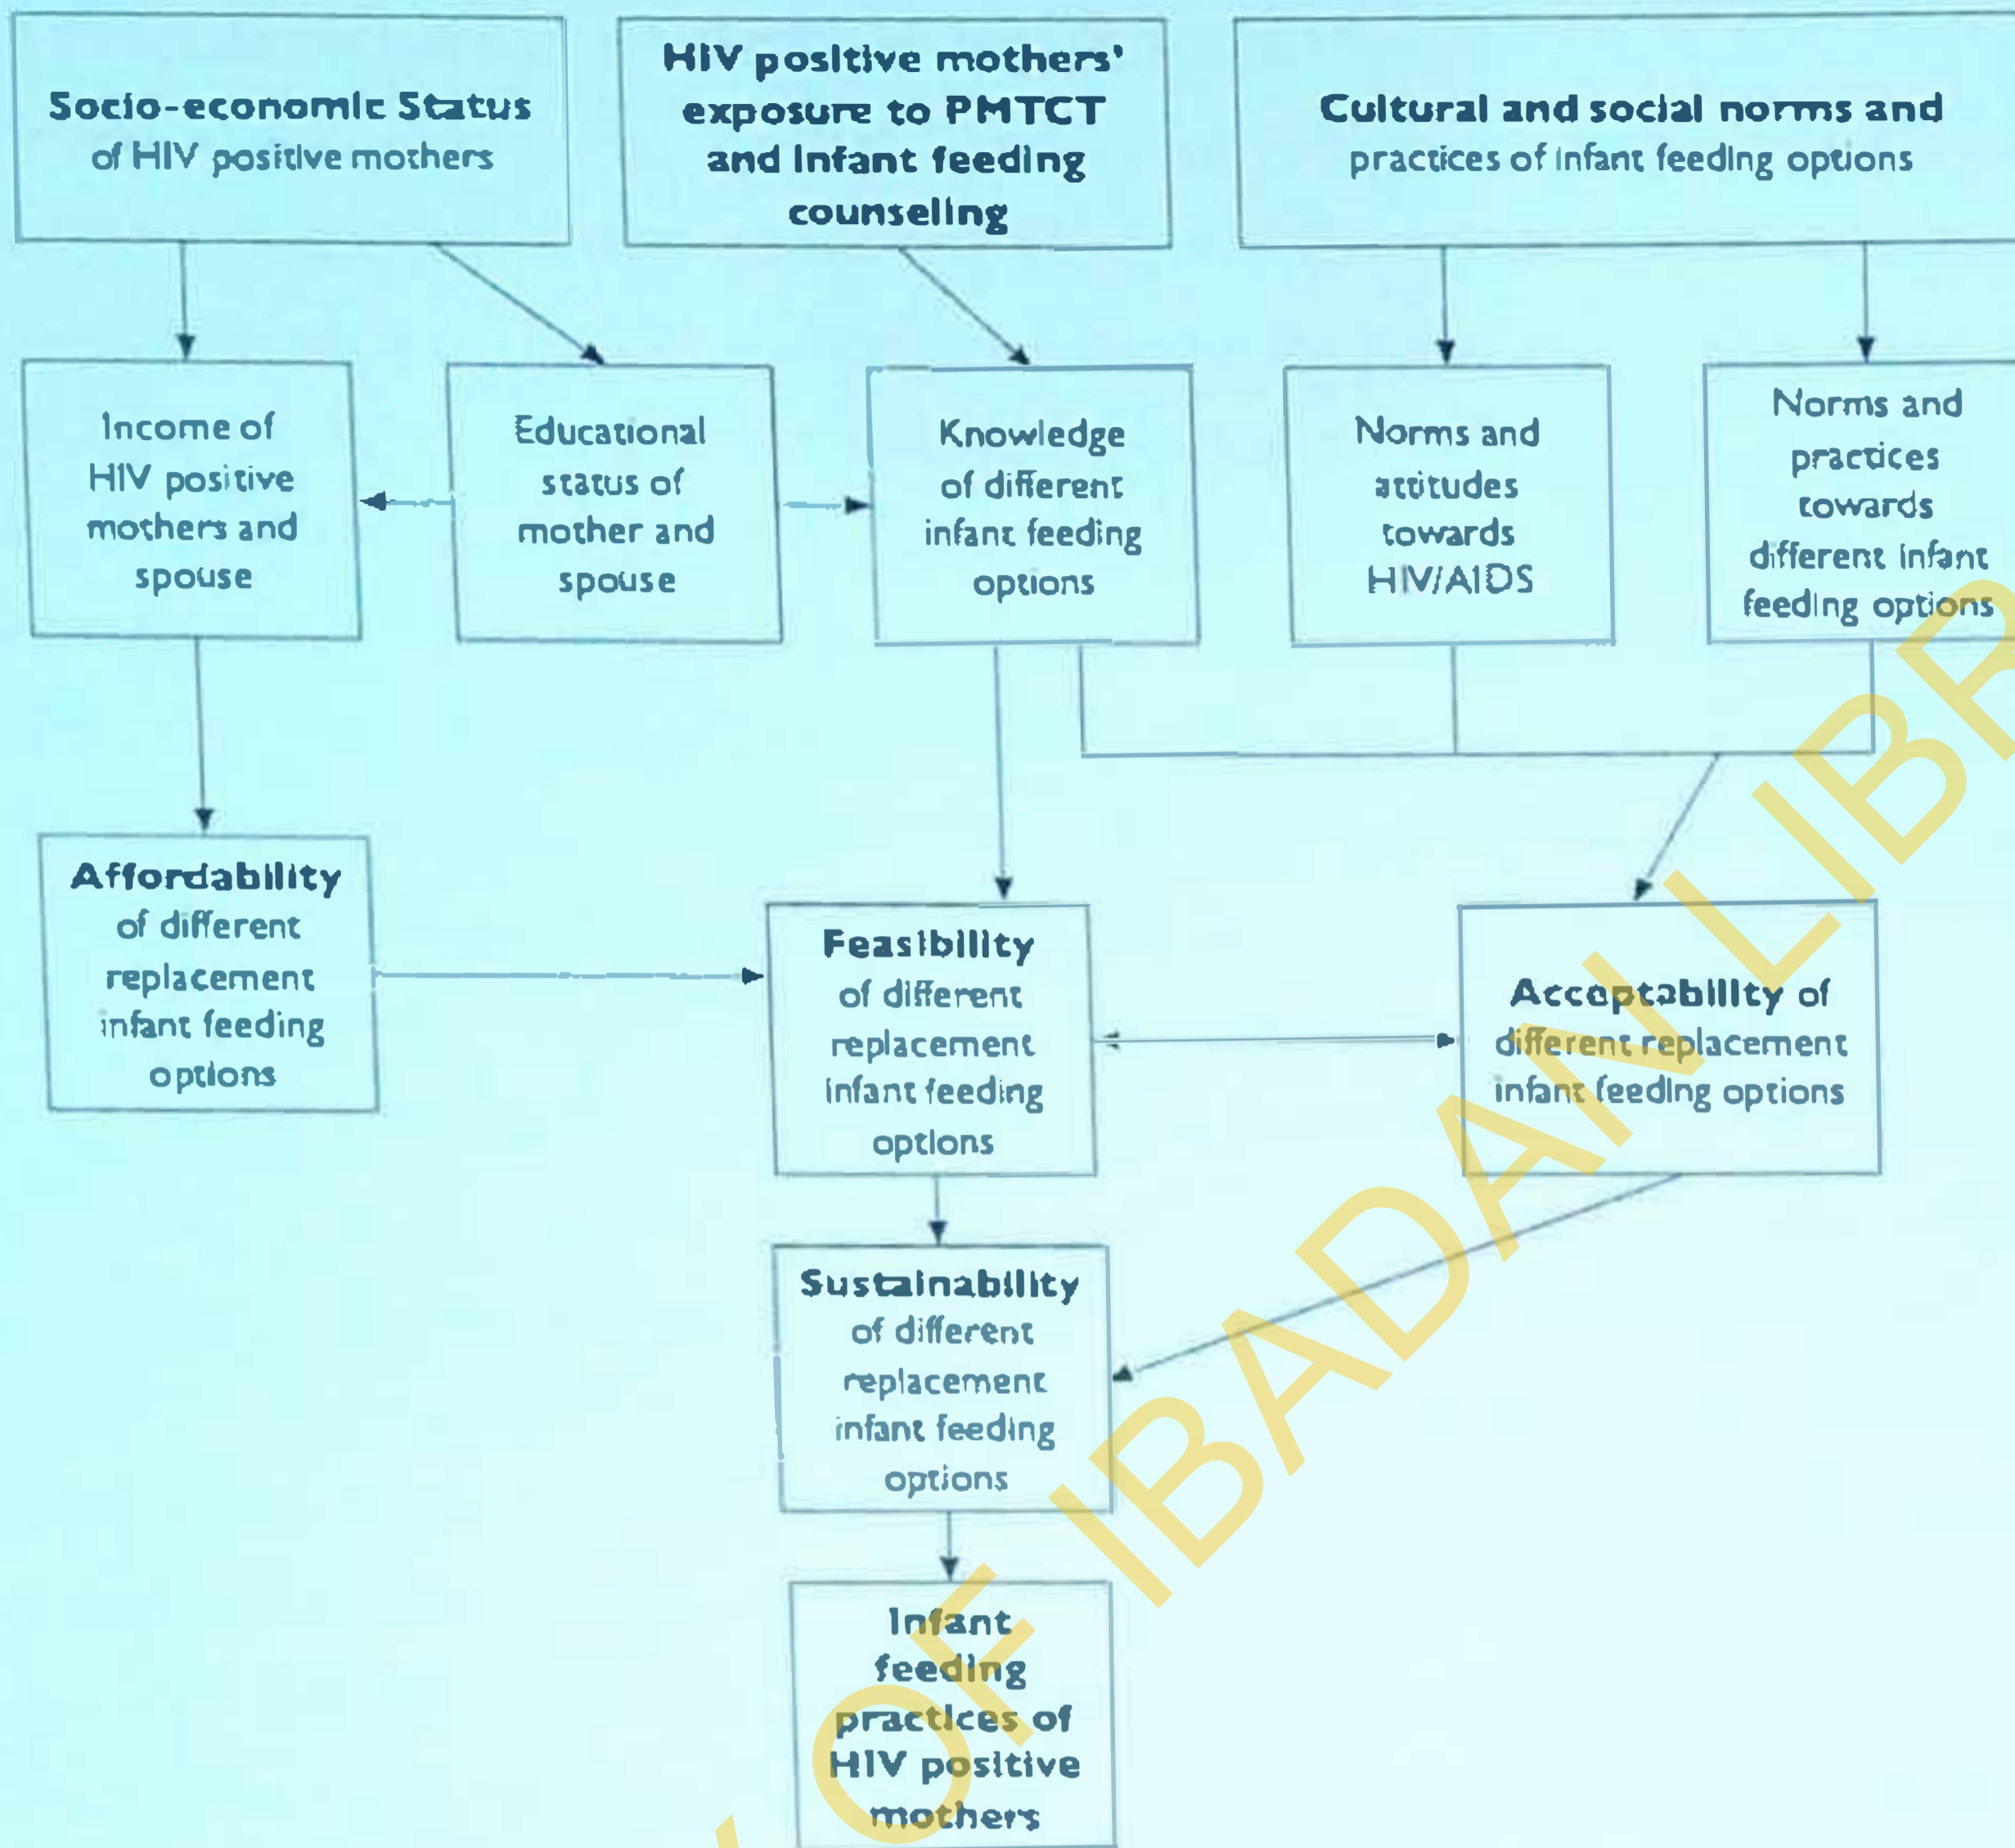 Socio-economic Status
of HIV positive mothers
HIV positive mothers'
exposure to PMTCT
and infant feeding
counseling
Cultural and social norms and
practices of infant feeding options
Income of
HIV positive
mothers and
spouse
Educational
status of
mother and
spouse
Knowledge
of different
infant feeding
options
Norms and
attitudes
towards
HIV/AIDS
Norms and
practices
towards
different infant
feeding options
Affordability
of different
replacement
infant feeding
options
Feasibility
of different
replacement
infant feeding
options
Acceptability of
different replacement
infant feeding options
Sustainability
of different
replacement
infant feeding
options
Infant
feeding
practices of
HIV positive
mothers
OF IBADAN